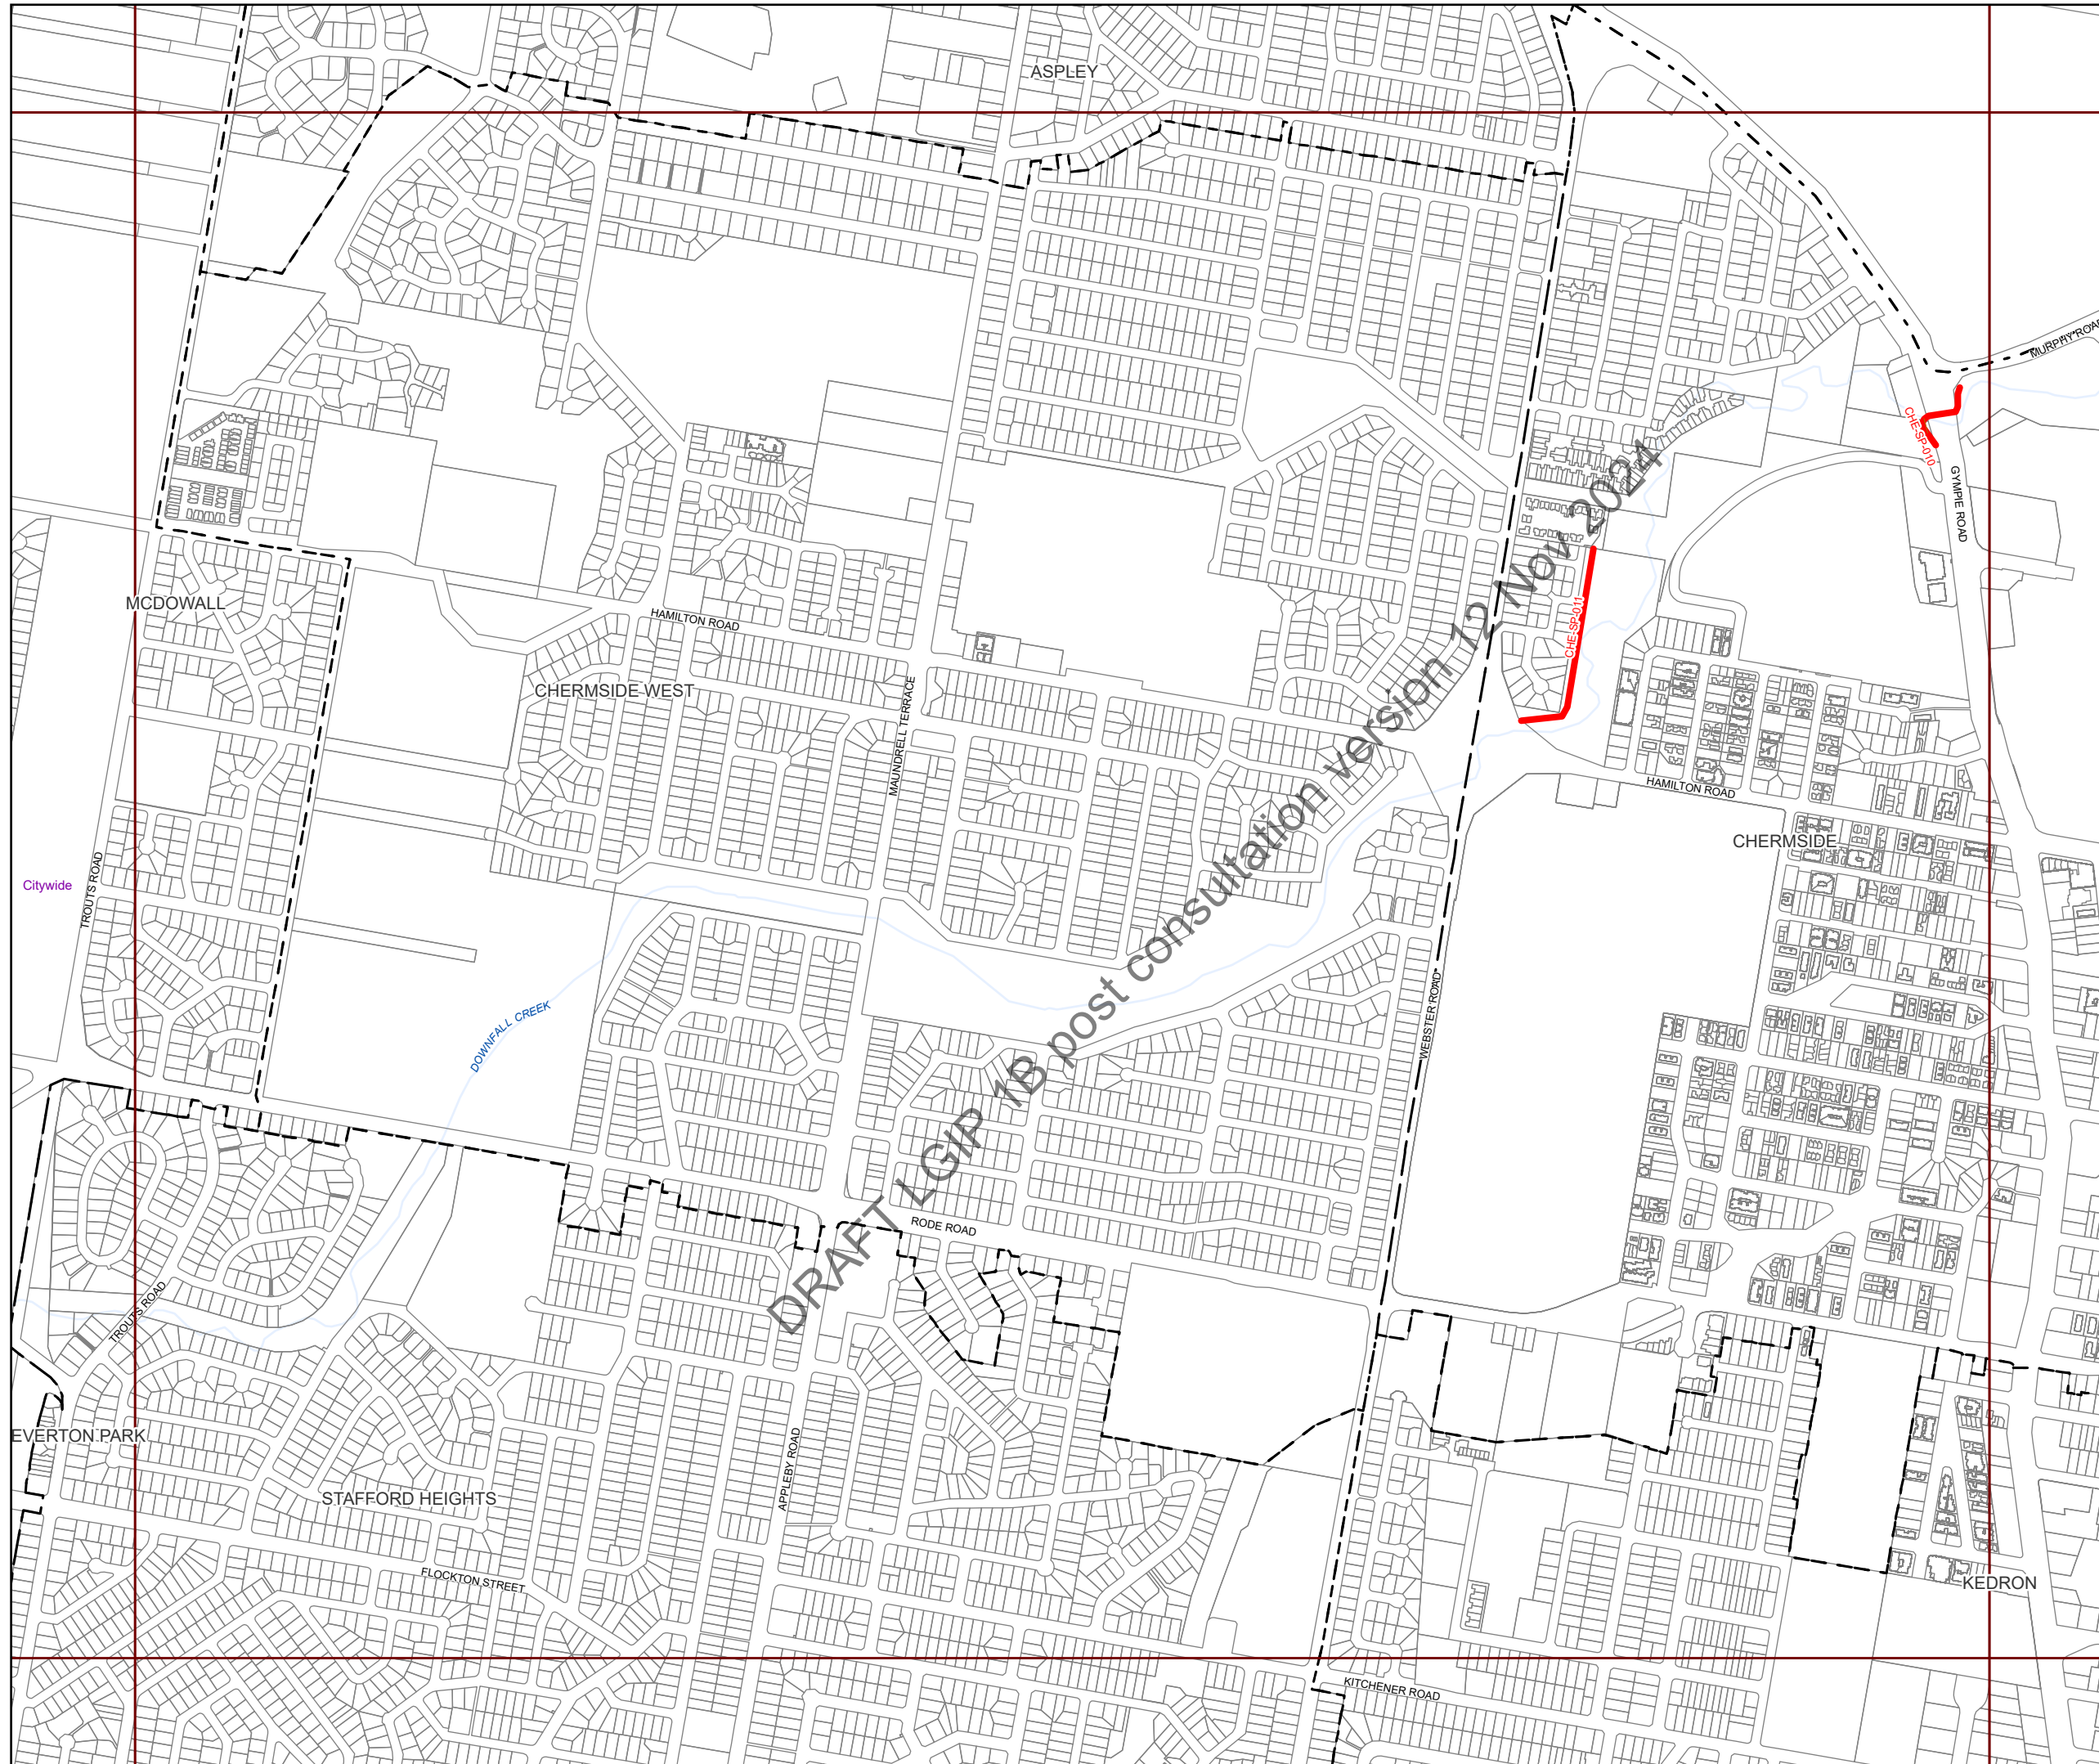 ASPLEY
MURPHY ROAD
CHE-SP-010
GYMPIE ROAD
MCDOWALL
HAMILTON ROAD
CHE-SP-011
CHERMSIDE WEST
MAUNDRELL TERRACE
HAMILTON ROAD
CHERMSIDE
Citywide
TROUTS ROAD
DOWNFALL CREEK
WEBSTER ROAD
DRAFT LGIP 1B post consultation version 12 Nov 2024
RODE ROAD
TROUTS ROAD
EVERTON PARK
STAFFORD HEIGHTS
APPLEBY ROAD
FLOCKTON STREET
KEDRON
KITCHENER ROAD